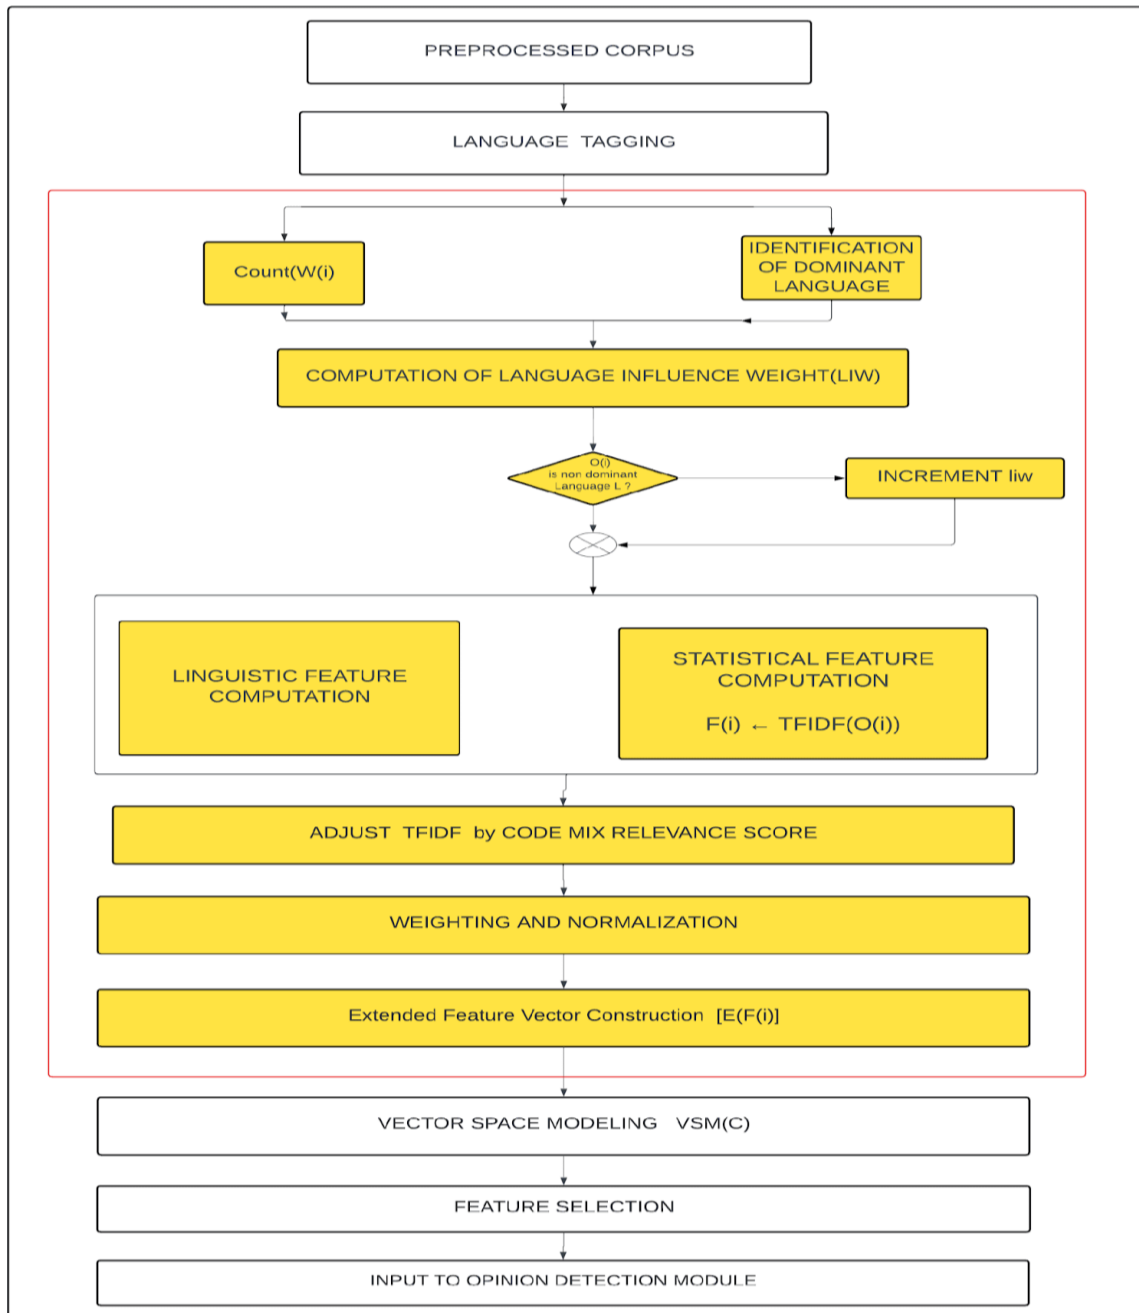 PREPROCESSED CORPUS
LANGUAGE TAGGING
Count(W(i)
IDENTIFICATION
OF DOMINANT
LANGUAGE
COMPUTATION OF LANGUAGE INFLUENCE WEIGHT(LIW)
O(i)
is non dominant
Language L ?
INCREMENT liw
LINGUISTIC FEATURE
COMPUTATION
STATISTICAL FEATURE
COMPUTATION
F(i) ← TFIDF(O(i))
ADJUST TFIDF by CODE MIX RELEVANCE SCORE
WEIGHTING AND NORMALIZATION
Extended Feature Vector Construction [E(F(i)]
VECTOR SPACE MODELING VSM(C)
FEATURE SELECTION
INPUT TO OPINION DETECTION MODULE